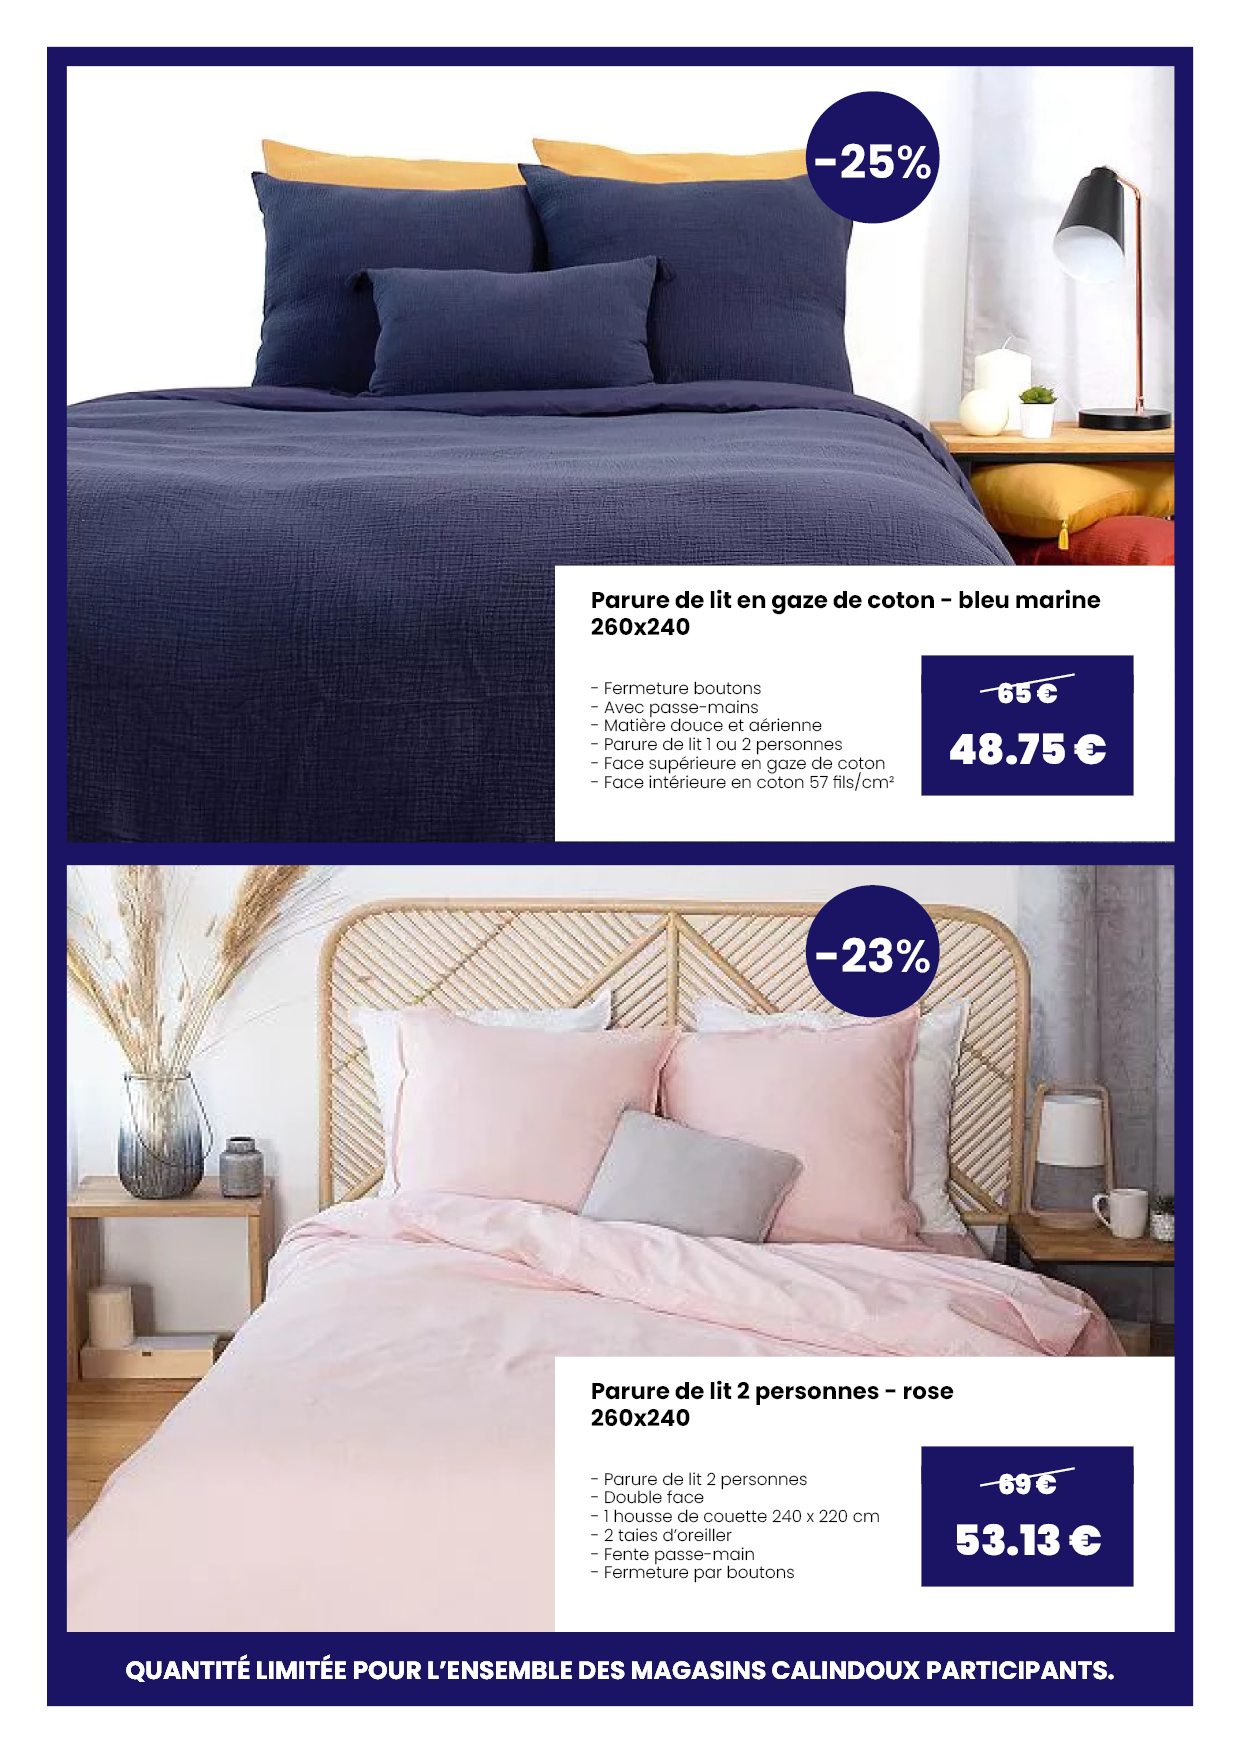 -25%
Parure de lit en gaze de coton - bleu marine
260x240
- Fermeture boutons
- Avec passe-mains
- Matière douce et aérienne
- Parure de lit 1 ou 2 personnes
- Face supérieure en gaze de coton
- Face intérieure en coton 57 fils/cm²
65 €
48.75 €
-23%
Parure de lit 2 personnes - rose
260x240
- Parure de lit 2 personnes
- Double face
- 1 housse de couette 240 x 220 cm
- 2 taies d'oreiller
- Fente passe-main
- Fermeture par boutons
69 €
53.13 €
QUANTITÉ LIMITÉE POUR L'ENSEMBLE DES MAGASINS CALINDOUX PARTICIPANTS.